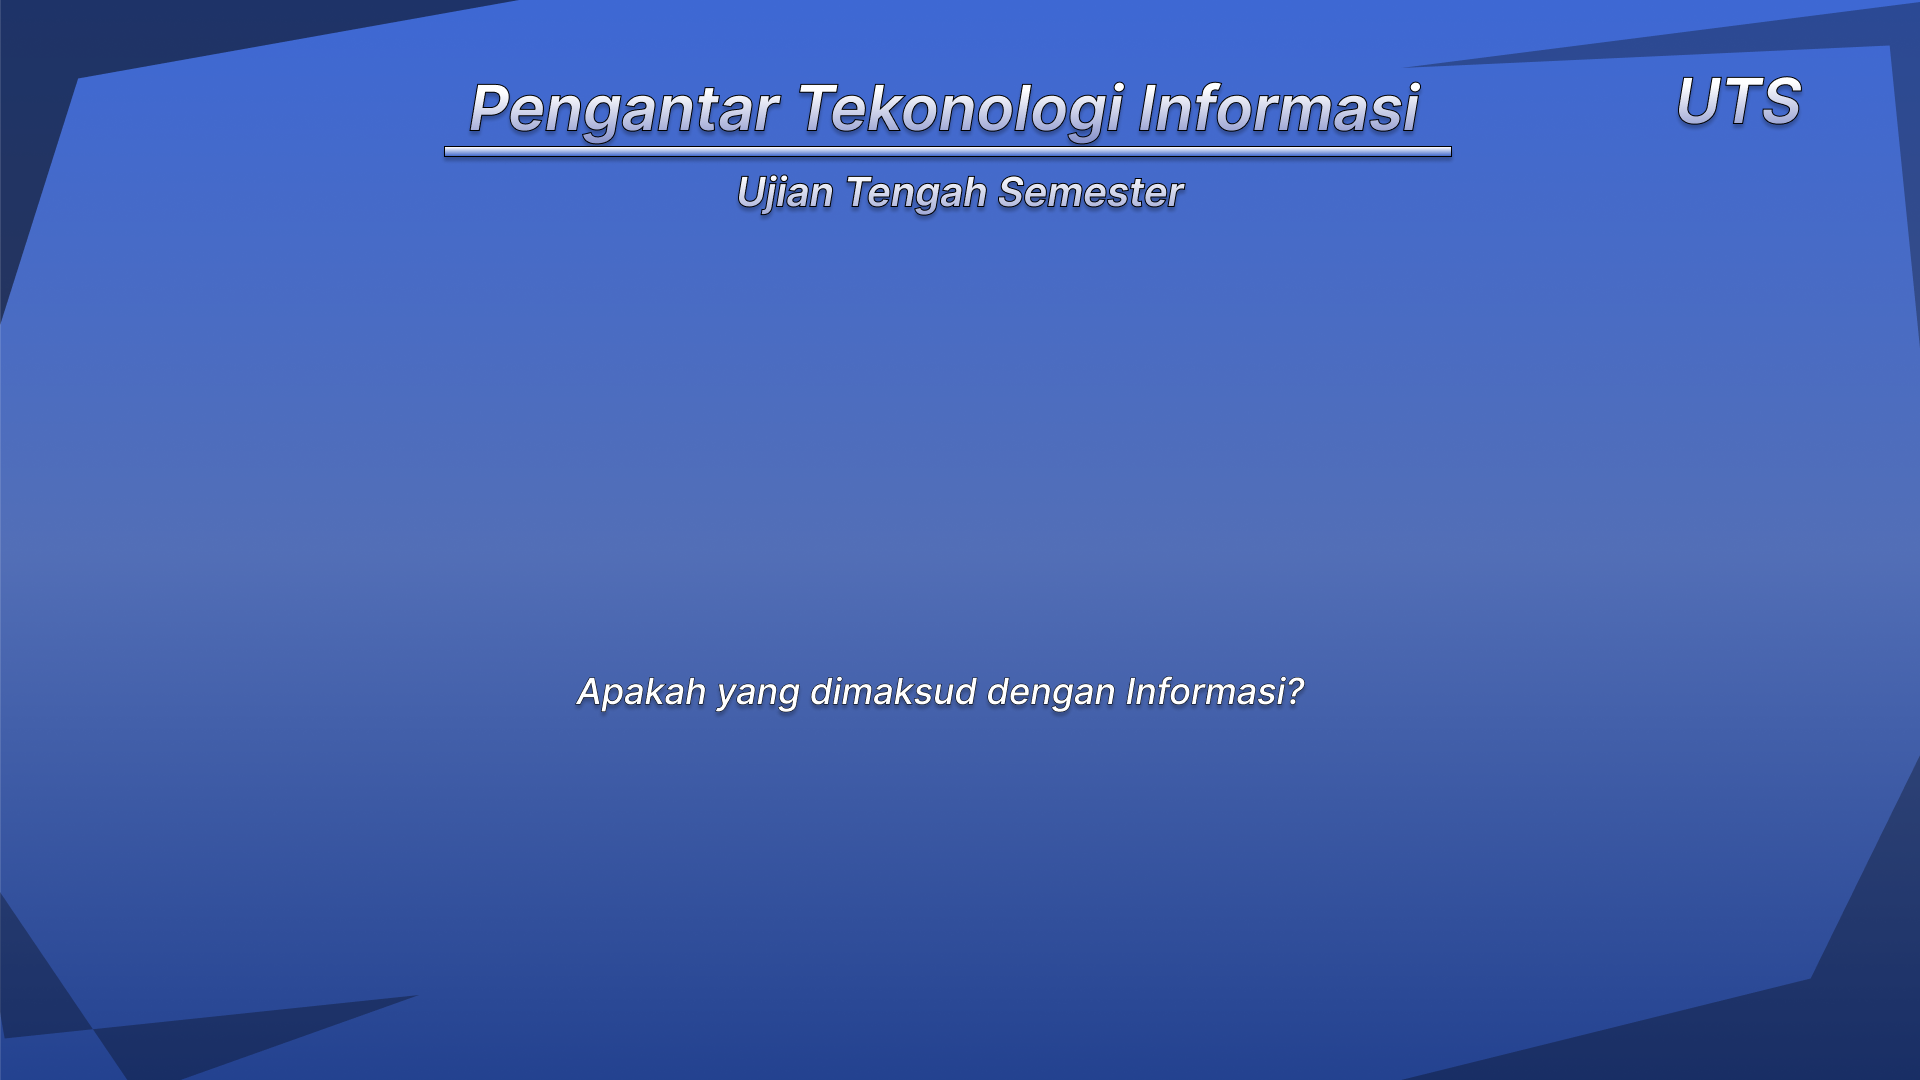 Pengantar Tekonologi Informasi
UTS
Ujian Tengah Semester
Apakah yang dimaksud dengan Informasi?